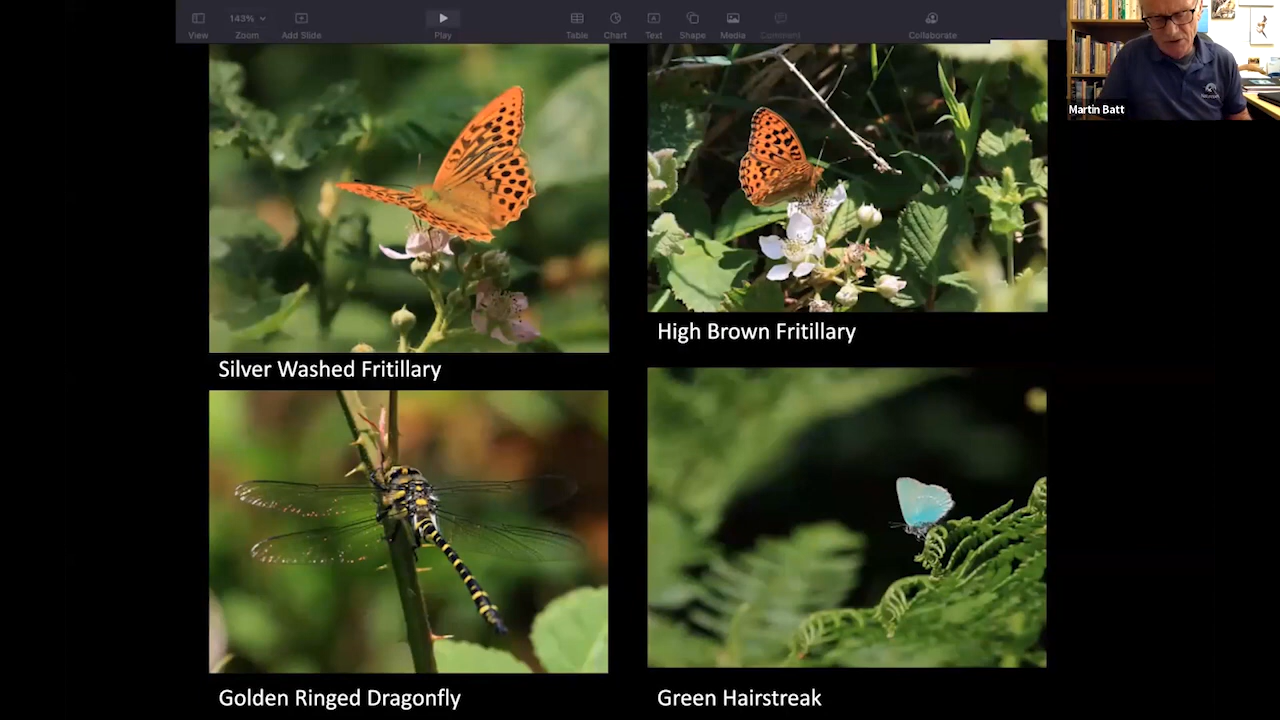 143%
View
Zoom
Add Slide
Play
Table
Chart
Text
Shape
Media
Comment
Collaborate
Martin Batt
Silver Washed Fritillary
High Brown Fritillary
Golden Ringed Dragonfly
Green Hairstreak